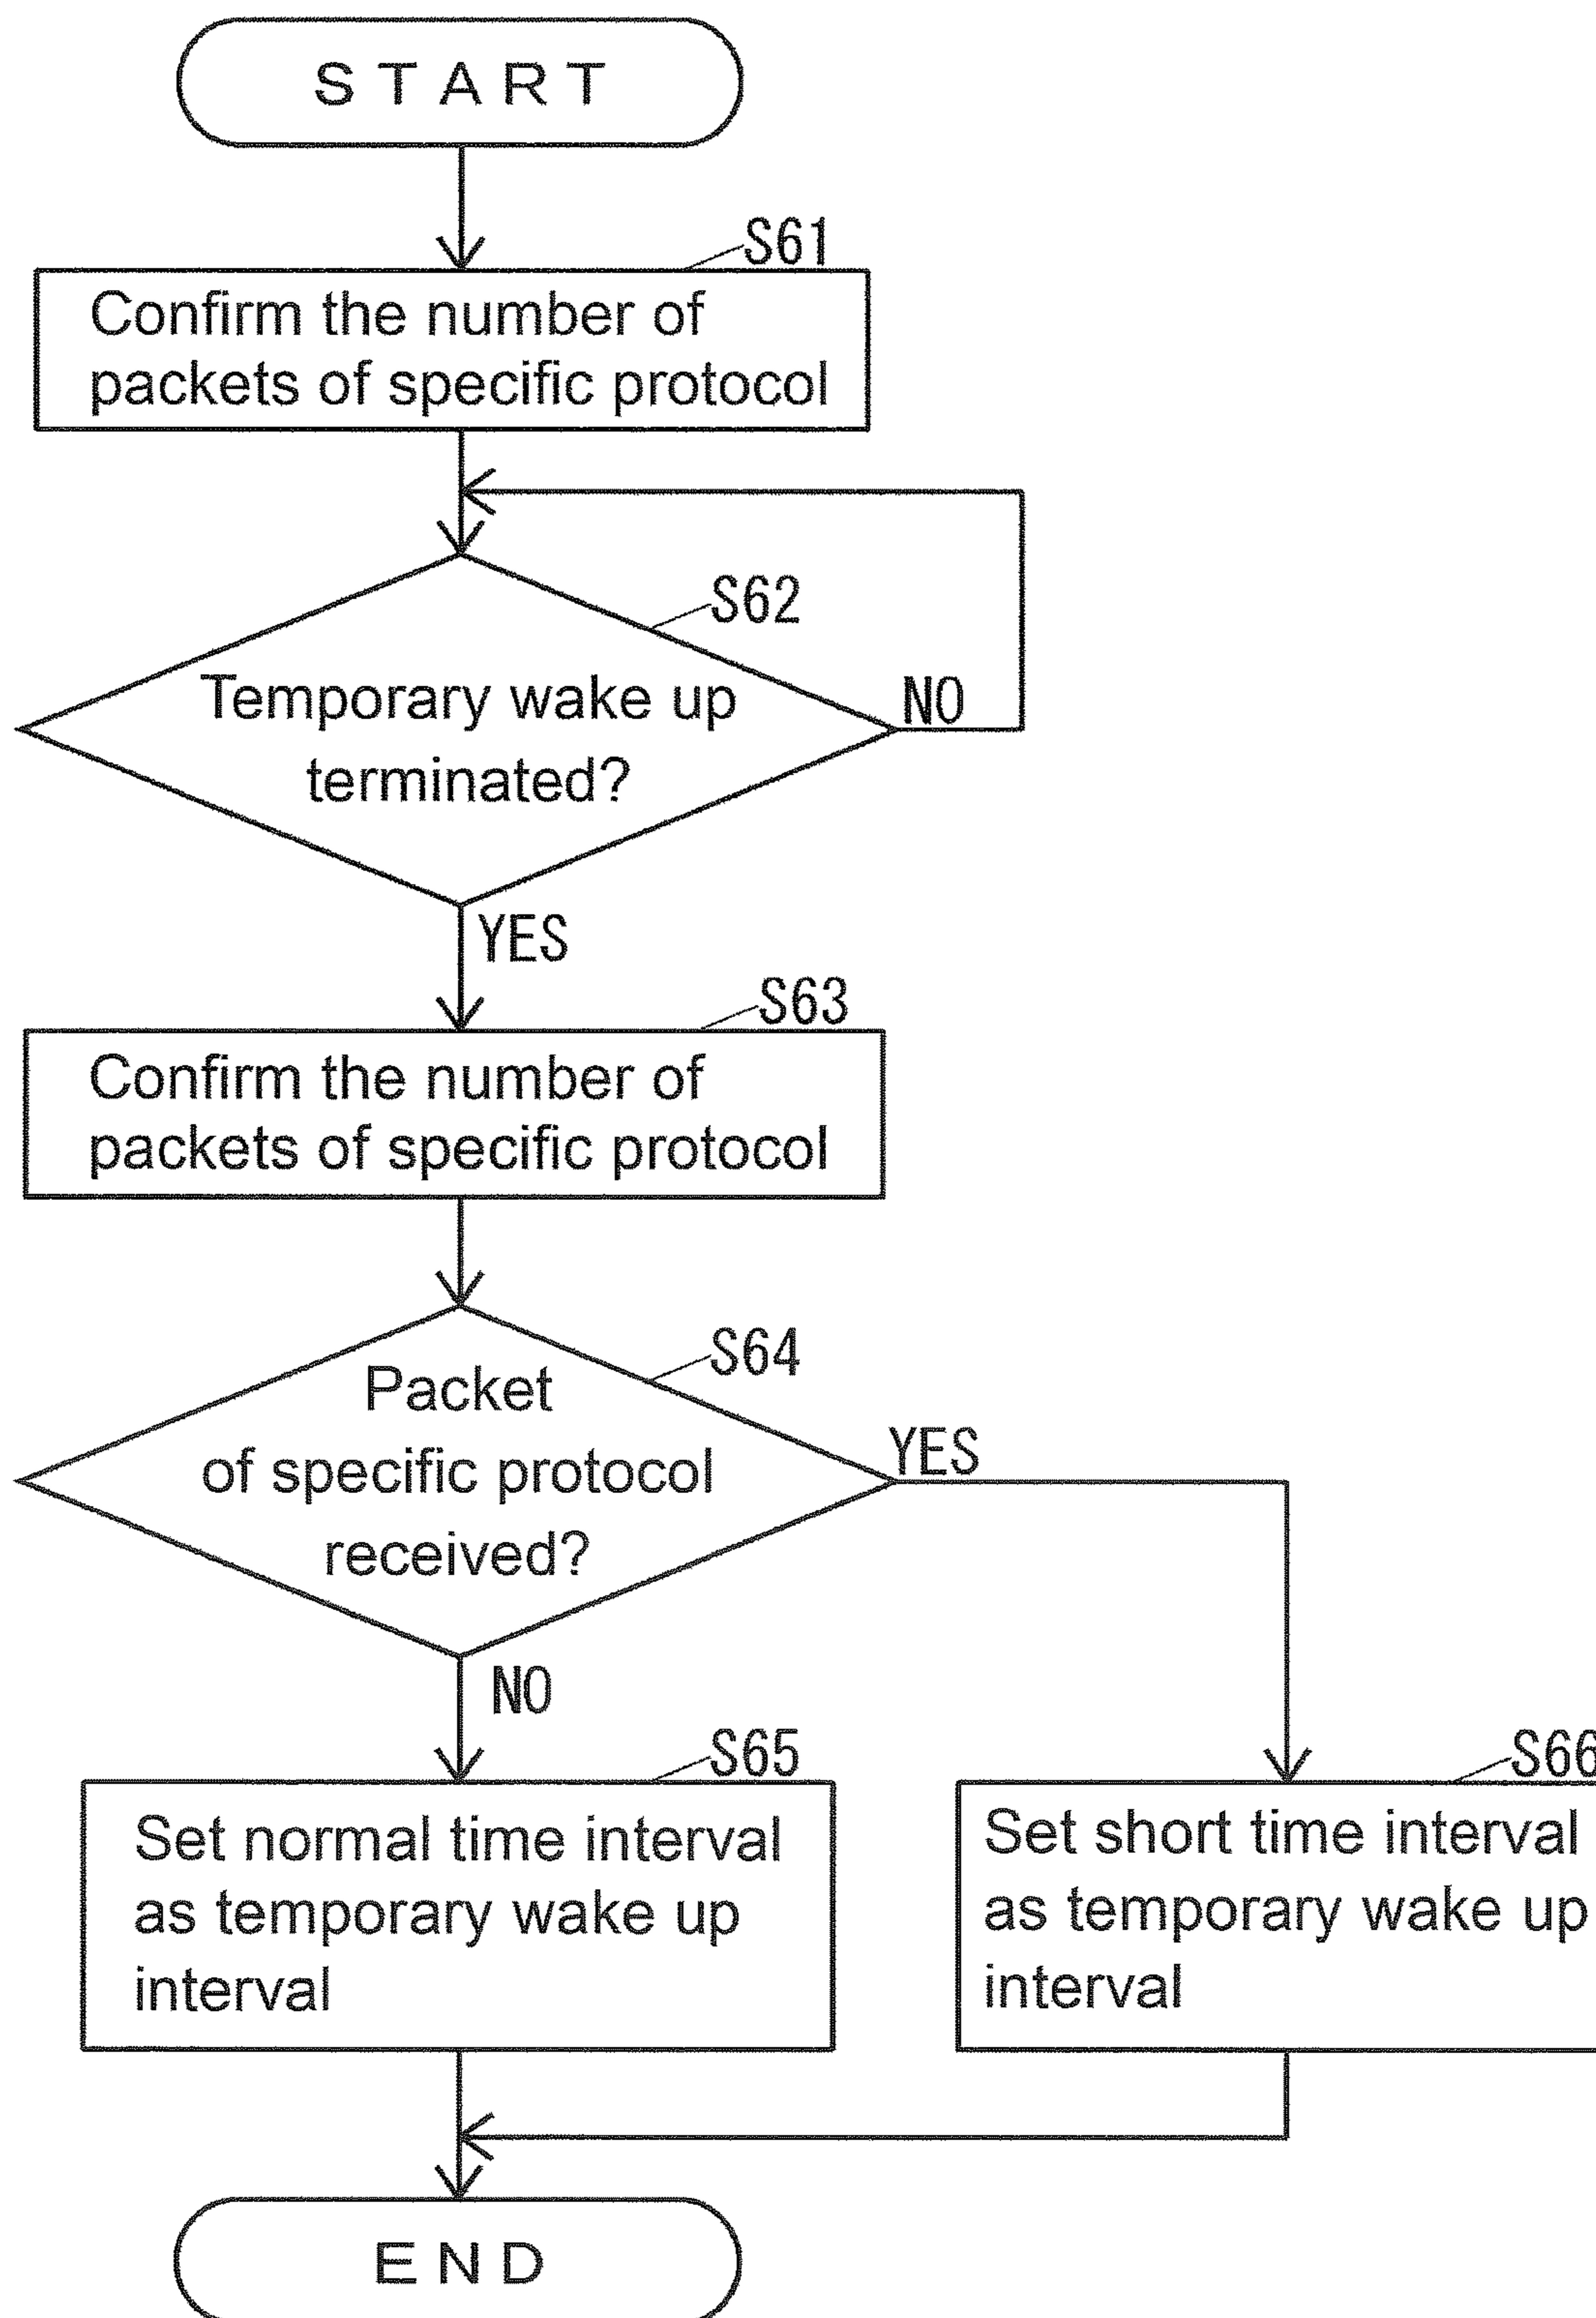 START
S61
Confirm the number of
packets of specific protocol
S62
Temporary wake up
terminated?
NO
YES
S63
Confirm the number of
packets of specific protocol
S64
Packet
of specific protocol
received?
YES
NO
S65
Set normal time interval
as temporary wake up
interval
S66
Set short time interval
as temporary wake up
interval
END